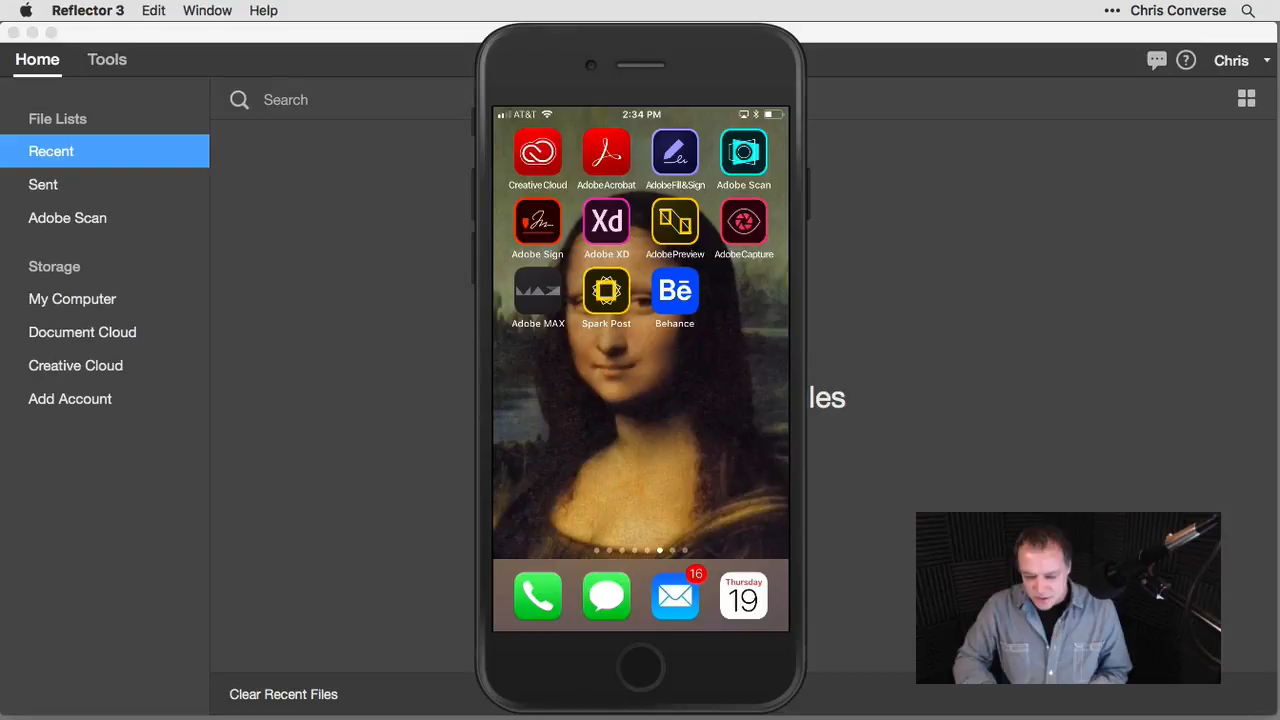 Reflector 3 Edit Window Help ••• Chris Converse
Home Tools ? Chris
File Lists
Recent
Sent
Adobe Scan
Storage
My Computer
Document Cloud
Creative Cloud
Add Account
Search
AT&T 2:34 PM
Creative Cloud Adobe Acrobat Adobe Fill&Sign Adobe Scan
Xd
Adobe Sign Adobe XD Adobe Preview Adobe Capture
MAX Bē
Adobe MAX Spark Post Behance
les
16
Thursday
19
Clear Recent Files